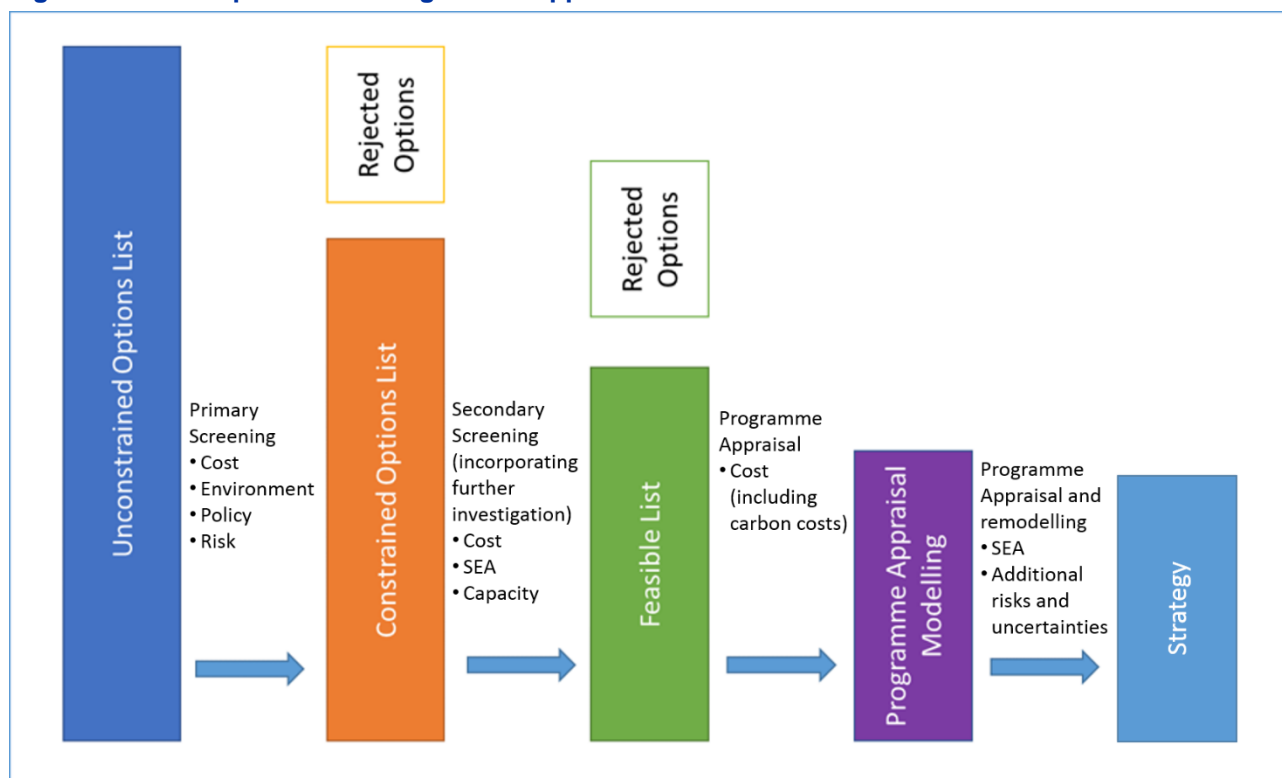 Unconstrained Options List
Primary
Screening
• Cost
• Environment
• Policy
• Risk
Rejected
Options
Constrained Options List
Secondary
Screening
(incorporating
further
investigation)
• Cost
• SEA
• Capacity
Rejected
Options
Feasible List
Programme
Appraisal
• Cost
(including
carbon costs)
Programme Appraisal
Modelling
Programme
Appraisal and
remodelling
• SEA
• Additional
risks and
uncertainties
Strategy